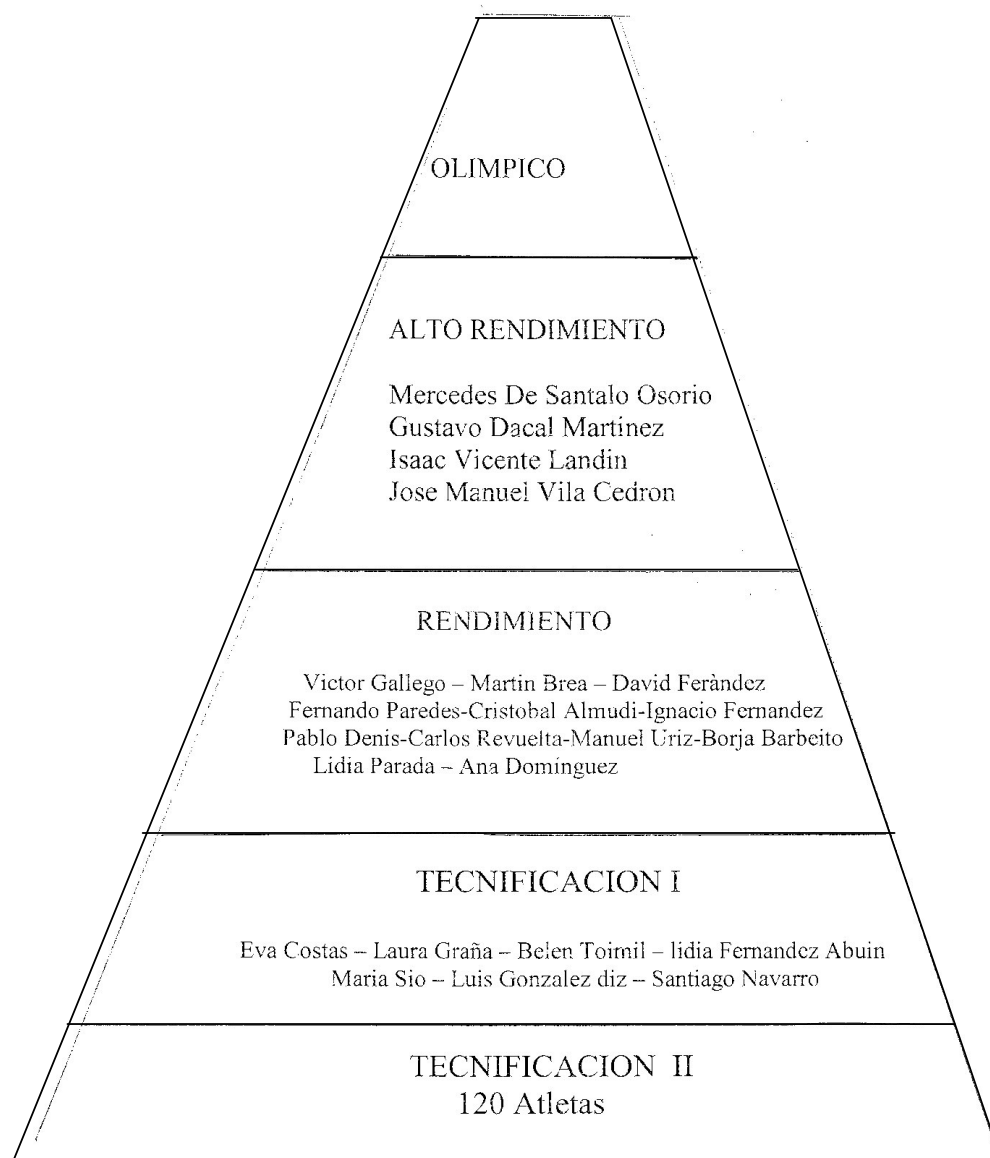 OLIMPICO
ALTO RENDIMIENTO
Mercedes De Santalo Osorio
Gustavo Dacal Martinez
Isaac Vicente Landin
Jose Manuel Vila Cedron
RENDIMIENTO
Victor Gallego – Martin Brea – David Feràndez
Fernando Paredes-Cristobal Almudi-Ignacio Fernandez
Pablo Denis-Carlos Revuelta-Manuel Uriz-Borja Barbeito
Lidia Parada – Ana Domínguez
TECNIFICACION I
Eva Costas – Laura Graña – Belen Toimil – lidia Fernandez Abuin
Maria Sio – Luis Gonzalez diz – Santiago Navarro
TECNIFICACION II
120 Atletas